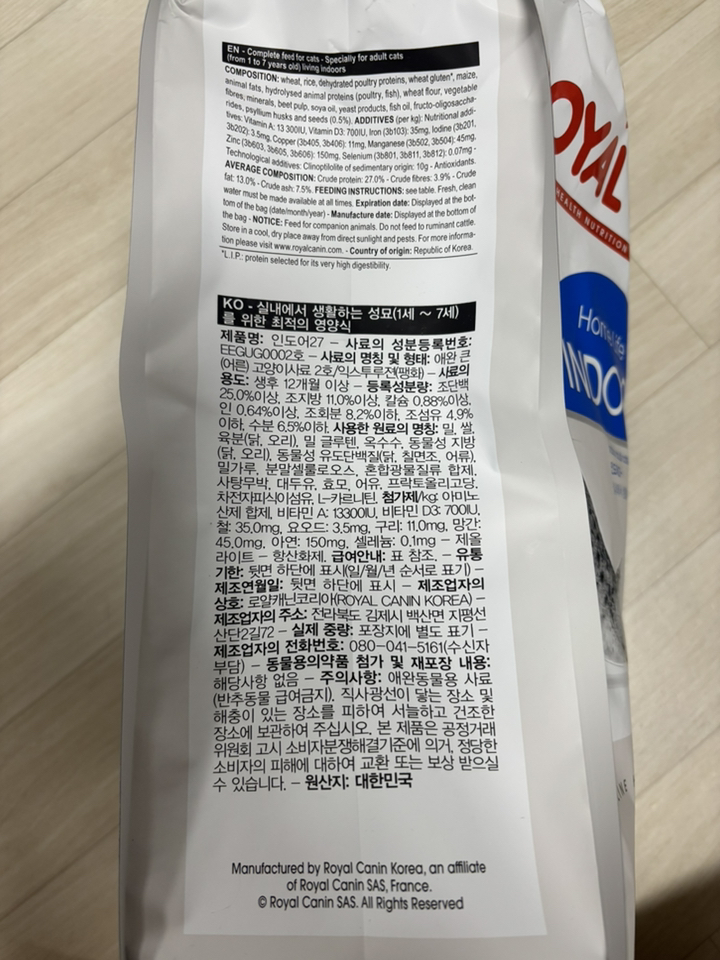 EN - Complete feed for cats - Specially for adult cats
(from 1 to 7 years old) living indoors
COMPOSITION: wheat, rice, dehydrated poultry proteins, wheat gluten*, maize,
animal fats, hydrolysed animal proteins (poultry, fish), wheat flour, vegetable
fibres, minerals, beet pulp, soya oil, yeast products, fish oil, fructo-oligosaccha-
rides, psyllium husks and seeds (0.5%). ADDITIVES (per kg): Nutritional addi-
tives: Vitamin A: 13 300IU, Vitamin D3: 700IU, Iron (3b103): 35mg, Iodine (3b201,
3b202): 3.5mg, Copper (3b405, 3b406): 11mg, Manganese (3b502, 3b504): 45mg,
Zinc (3b603, 3b605, 3b606): 150mg, Selenium (3b801, 3b811, 3b812): 0.07mg -
Technological additives: Clinoptilolite of sedimentary origin: 10g - Antioxidants.
AVERAGE COMPOSITION: Crude protein: 27.0% - Crude fibres: 3.9% - Crude
fat: 13.0% - Crude ash: 7.5%. FEEDING INSTRUCTIONS: see table. Fresh, clean
water must be made available at all times. Expiration date: Displayed at the bot-
tom of the bag (date/month/year) - Manufacture date: Displayed at the bottom of
the bag - NOTICE: Feed for companion animals. Do not feed to ruminant cattle.
Store in a cool, dry place away from direct sunlight and pests. For more informa-
tion please visit www.royalcanin.com. - Country of origin: Republic of Korea.
*L.I.P.: protein selected for its very high digestibility.
KO - 실내에서 생활하는 성묘(1세 ~ 7세)
를 위한 최적의 영양식
제품명: 인도어27 - 사료의 성분등록번호:
EEGUG0002호 - 사료의 명칭 및 형태: 애완 큰
(어른) 고양이사료 2호/익스투루젼(팽화) - 사료의
용도: 생후 12개월 이상 - 등록성분량: 조단백
25.0%이상, 조지방 11.0%이상, 칼슘 0.88%이상,
인 0.64%이상, 조회분 8.2%이하, 조섬유 4.9%
이하, 수분 6.5%이하. 사용한 원료의 명칭: 밀, 쌀,
육분(닭, 오리), 밀 글루텐, 옥수수, 동물성 지방
(닭, 오리), 동물성 유도단백질(닭, 칠면조, 어류),
밀가루, 분말셀룰로오스, 혼합광물질류 합제,
사탕무박, 대두유, 효모, 어유, 프락토올리고당,
차전자피식이섬유, L-카르니틴. 첨가제/kg: 아미노
산제 합제, 비타민 A: 13300IU, 비타민 D3: 700IU,
철: 35.0mg, 요오드: 3.5mg, 구리: 11.0mg, 망간:
45.0mg, 아연: 150mg, 셀레늄: 0.1mg - 제올
라이트 - 항산화제. 급여안내: 표 참조. - 유통
기한: 뒷면 하단에 표시(일/월/년 순서로 표기) -
제조연월일: 뒷면 하단에 표시 - 제조업자의
상호: 로얄캐닌코리아(ROYAL CANIN KOREA) -
제조업자의 주소: 전라북도 김제시 백산면 지평선
산단2길72 - 실제 중량: 포장지에 별도 표기 -
제조업자의 전화번호: 080-041-5161(수신자
부담) - 동물용의약품 첨가 및 재포장 내용:
해당사항 없음 - 주의사항: 애완동물용 사료
(반추동물 급여금지). 직사광선이 닿는 장소 및
해충이 있는 장소를 피하여 서늘하고 건조한
장소에 보관하여 주십시오. 본 제품은 공정거래
위원회 고시 소비자분쟁해결기준에 의거, 정당한
소비자의 피해에 대하여 교환 또는 보상 받으실
수 있습니다. - 원산지: 대한민국
Manufactured by Royal Canin Korea, an affiliate
of Royal Canin SAS, France.
© Royal Canin SAS. All Rights Reserved
OYAL
HEALTH NUTRITION
Home Life
INDO